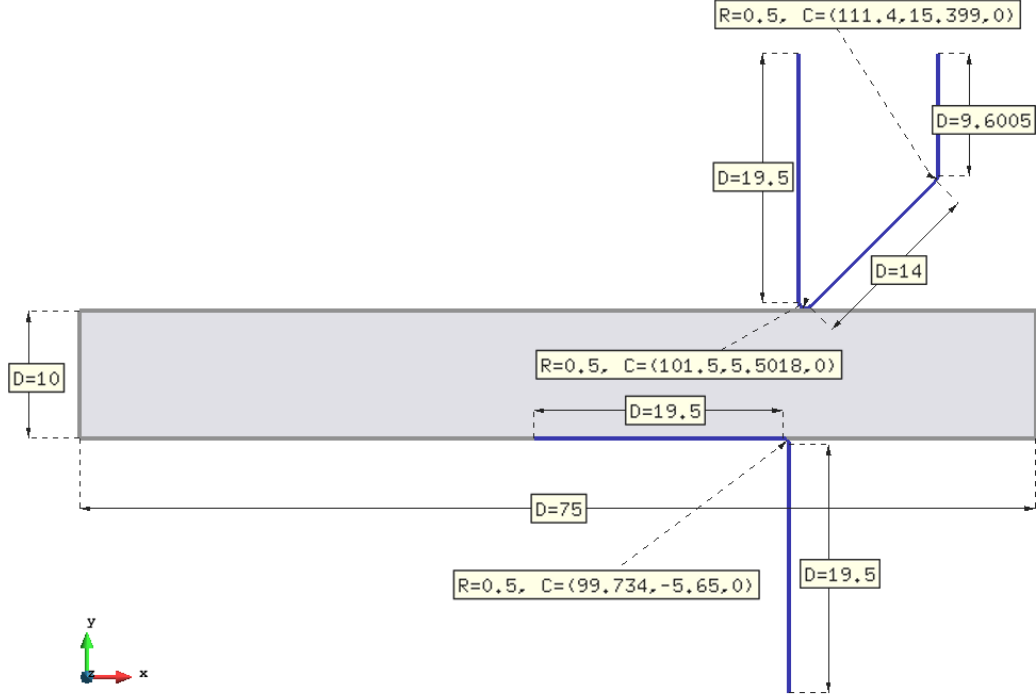 R=0.5, C=(111.4,15.399,0)
D=9.6005
D=19.5
D=14
R=0.5, C=(101.5,5.5018,0)
D=10
D=19.5
D=75
D=19.5
R=0.5, C=(99.734,-5.65,0)
y
z
x